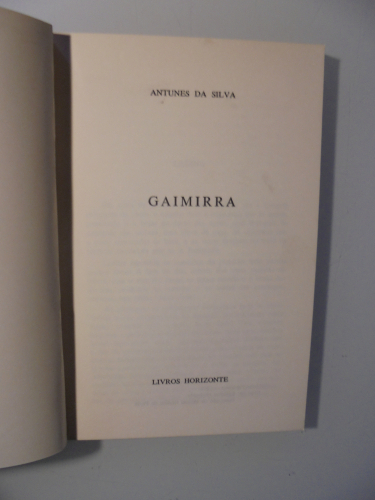 ANTUNES DA SILVA
GAIMIRRA
LIVROS HORIZONTE